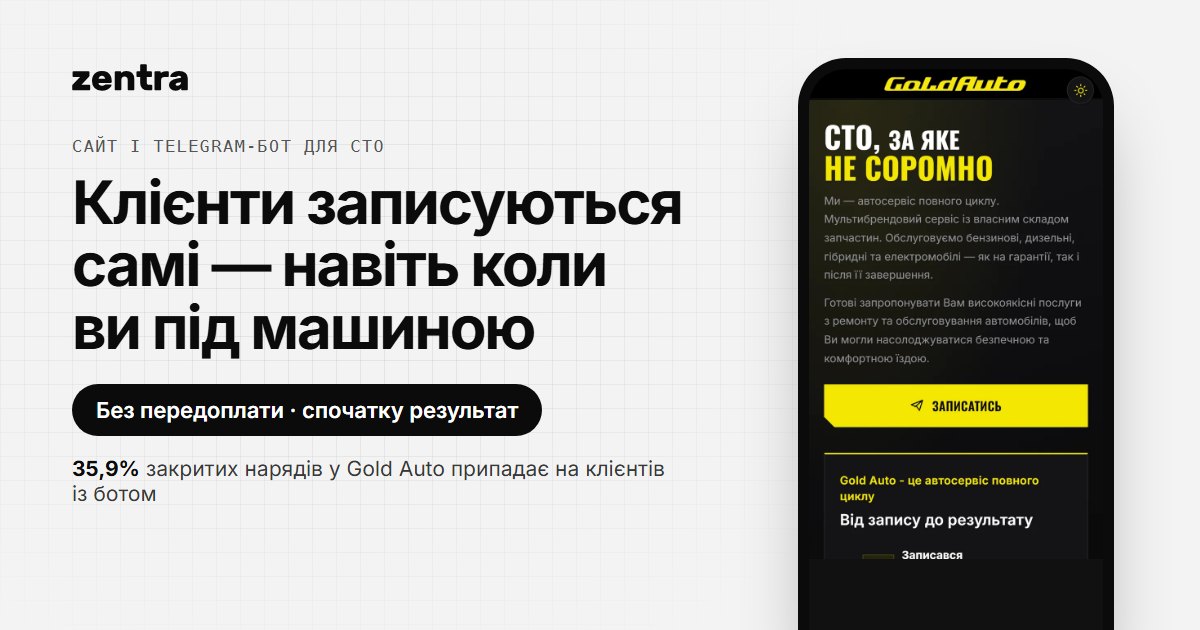 zentra
САЙТ І TELEGRAM-БОТ ДЛЯ СТО
Клієнти записуються
самі — навіть коли
ви під машиною
Без передоплати · спочатку результат
35,9% закритих нарядів у Gold Auto припадає на клієнтів
із ботом
GoldAuto
СТО, ЗА ЯКЕ
НЕ СОРОМНО
Ми — автосервіс повного циклу.
Мультибрендовий сервіс із власним складом
запчастин. Обслуговуємо бензинові, дизельні,
гібридні та електромобілі — як на гарантії, так і
після її завершення.
Готові запропонувати Вам високоякісні послуги
з ремонту та обслуговування автомобілів, щоб
Ви могли насолоджуватися безпечною та
комфортною їздою.
ЗАПИСАТИСЬ
Gold Auto - це автосервіс повного
циклу
Від запису до результату
Записався